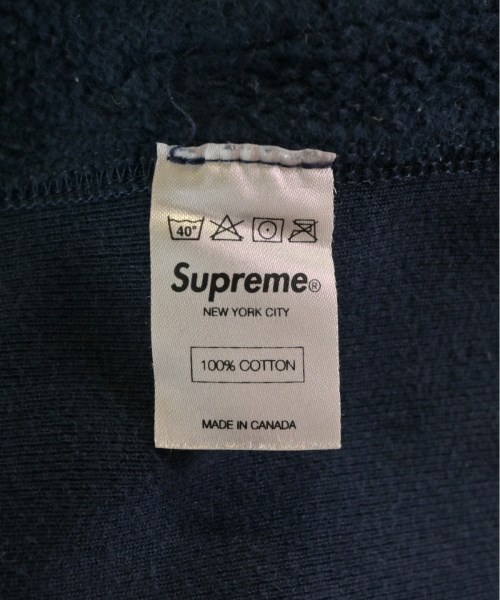 40°
Supreme®
NEW YORK CITY
100% COTTON
MADE IN CANADA